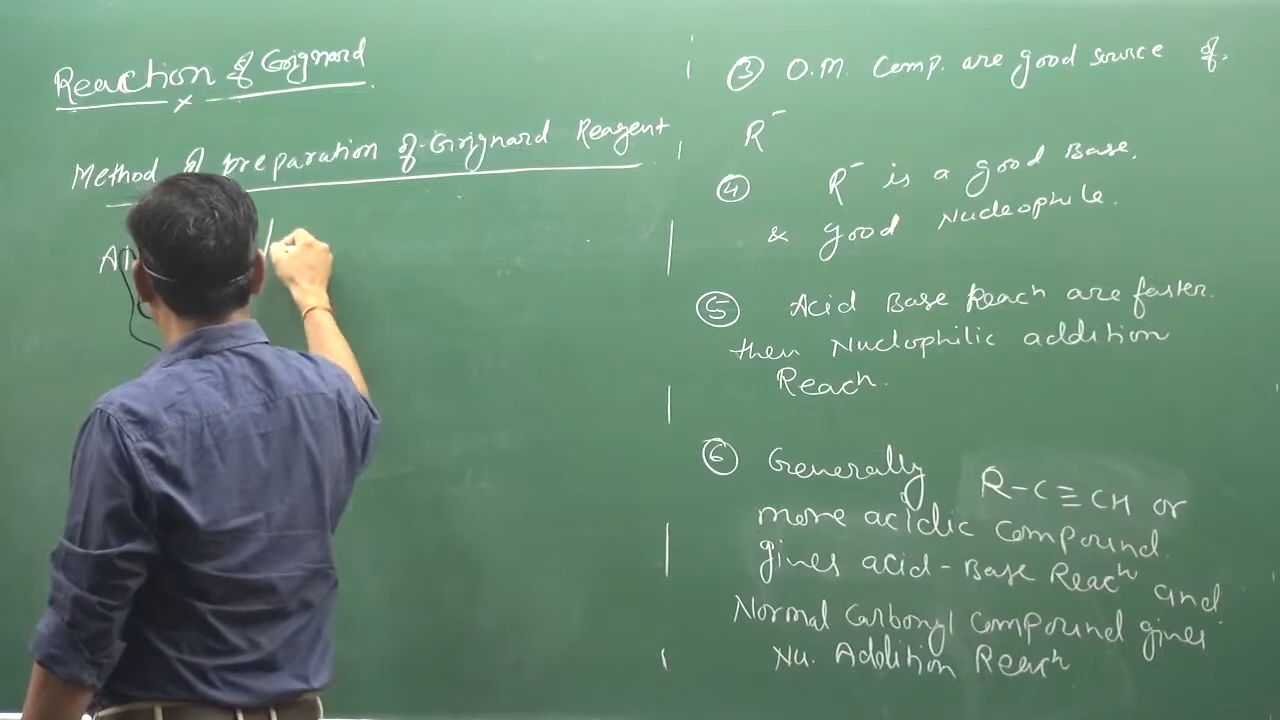 Reaction of Grignard
Method of preparation of Grignard Reagent
③ O.M. Comp. are good source of
R⁻
④ R⁻ is a good Base.
& good Nucleophile.
⑤ Acid Base Reacⁿ are faster.
then Nuclophilic addition
Reacⁿ.
⑥ Generally R-C≡CH or
more acidic compound.
gives acid-Base Reacⁿ and
Normal Carbonyl compound gives
Nu. Addition Reacⁿ